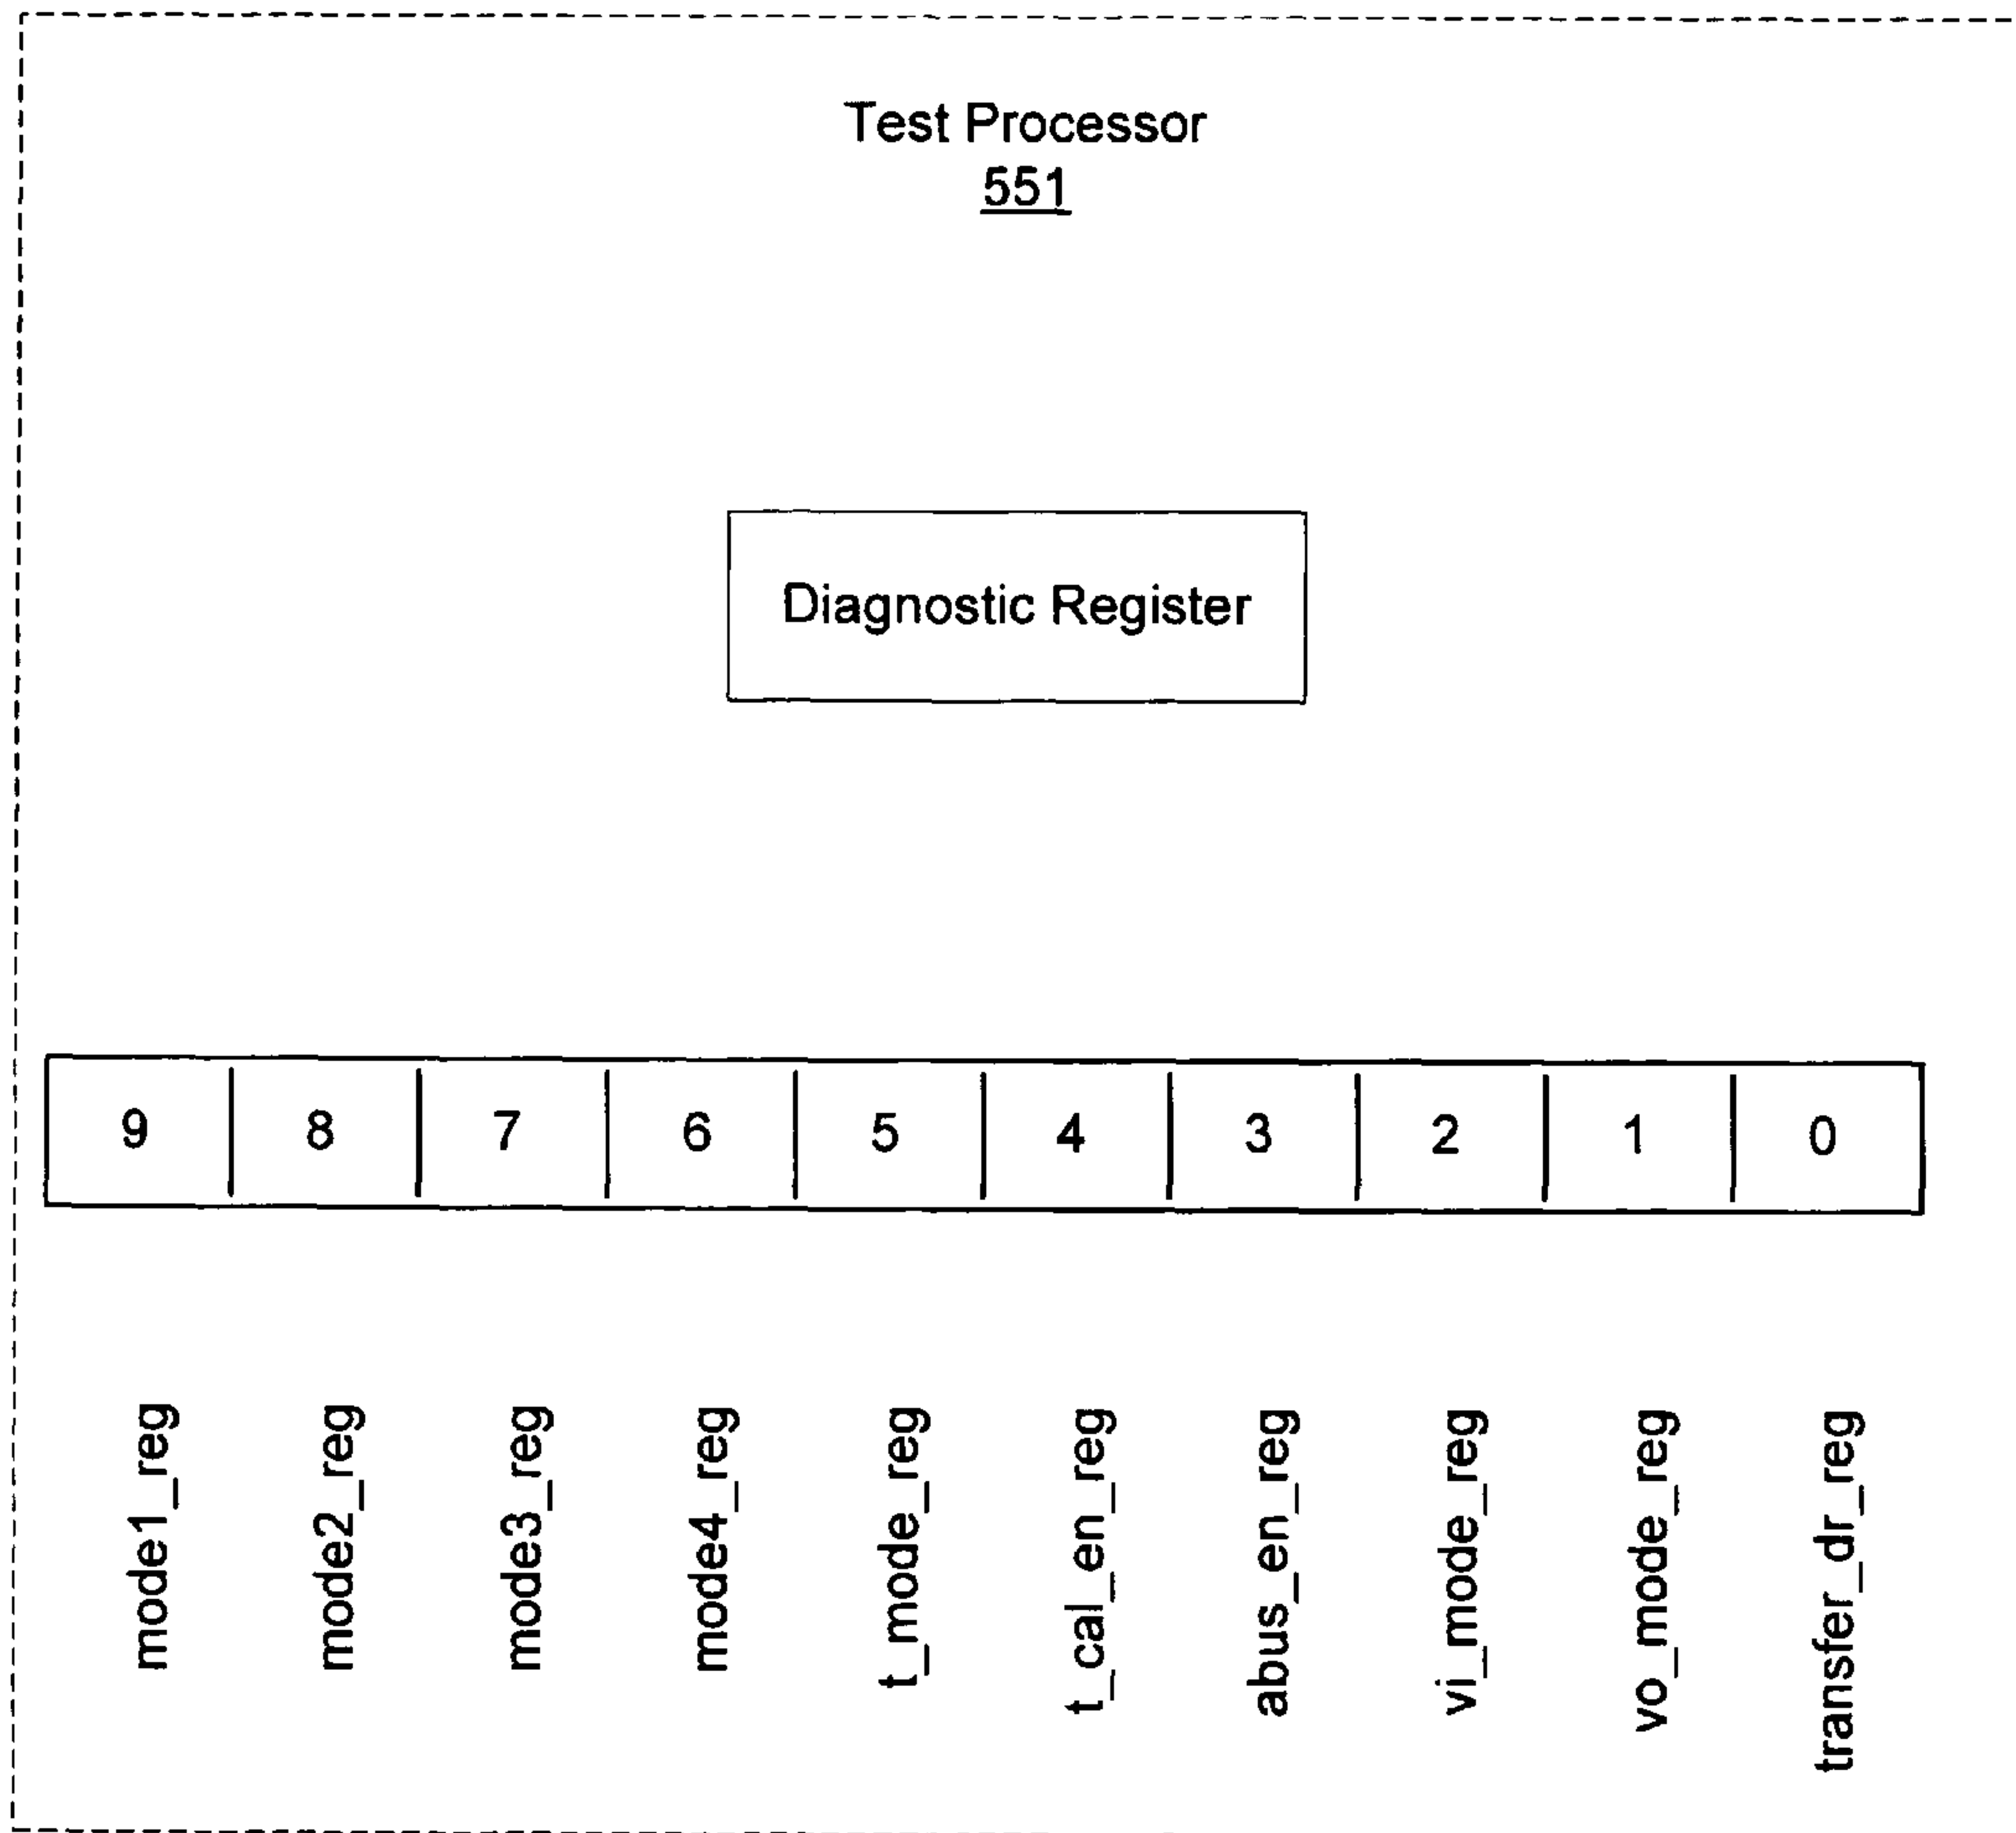 Test Processor
551
Diagnostic Register
9 8 7 6 5 4 3 2 1 0
mode1_reg
mode2_reg
mode3_reg
mode4_reg
t_mode_reg
t_cal_en_reg
abus_en_reg
vi_mode_reg
vo_mode_reg
transfer_dr_reg